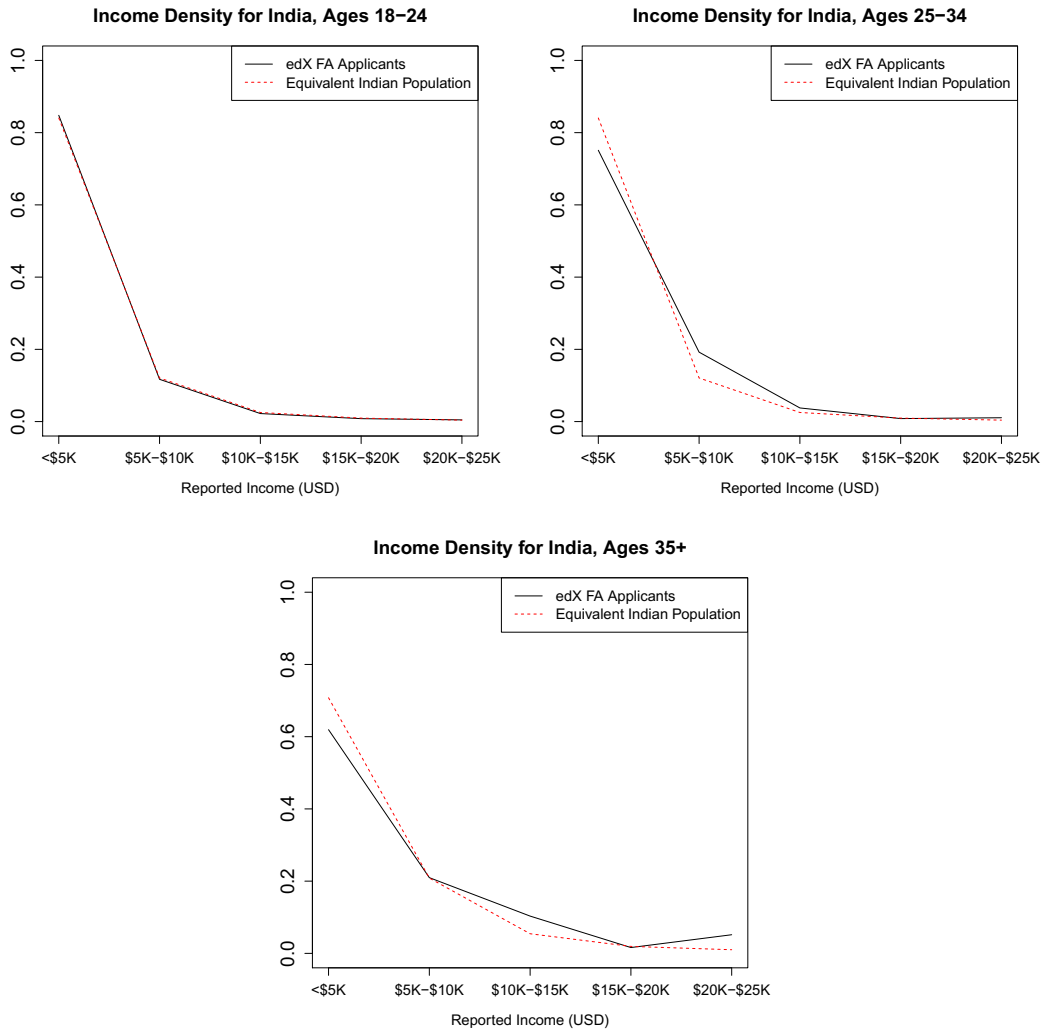 Income Density for India, Ages 18−24
edX FA Applicants
Equivalent Indian Population
1.0
0.8
0.6
0.4
0.2
0.0
<$5K $5K−$10K $10K−$15K $15K−$20K $20K−$25K
Reported Income (USD)
Income Density for India, Ages 25−34
edX FA Applicants
Equivalent Indian Population
1.0
0.8
0.6
0.4
0.2
0.0
<$5K $5K−$10K $10K−$15K $15K−$20K $20K−$25K
Reported Income (USD)
Income Density for India, Ages 35+
edX FA Applicants
Equivalent Indian Population
1.0
0.8
0.6
0.4
0.2
0.0
<$5K $5K−$10K $10K−$15K $15K−$20K $20K−$25K
Reported Income (USD)